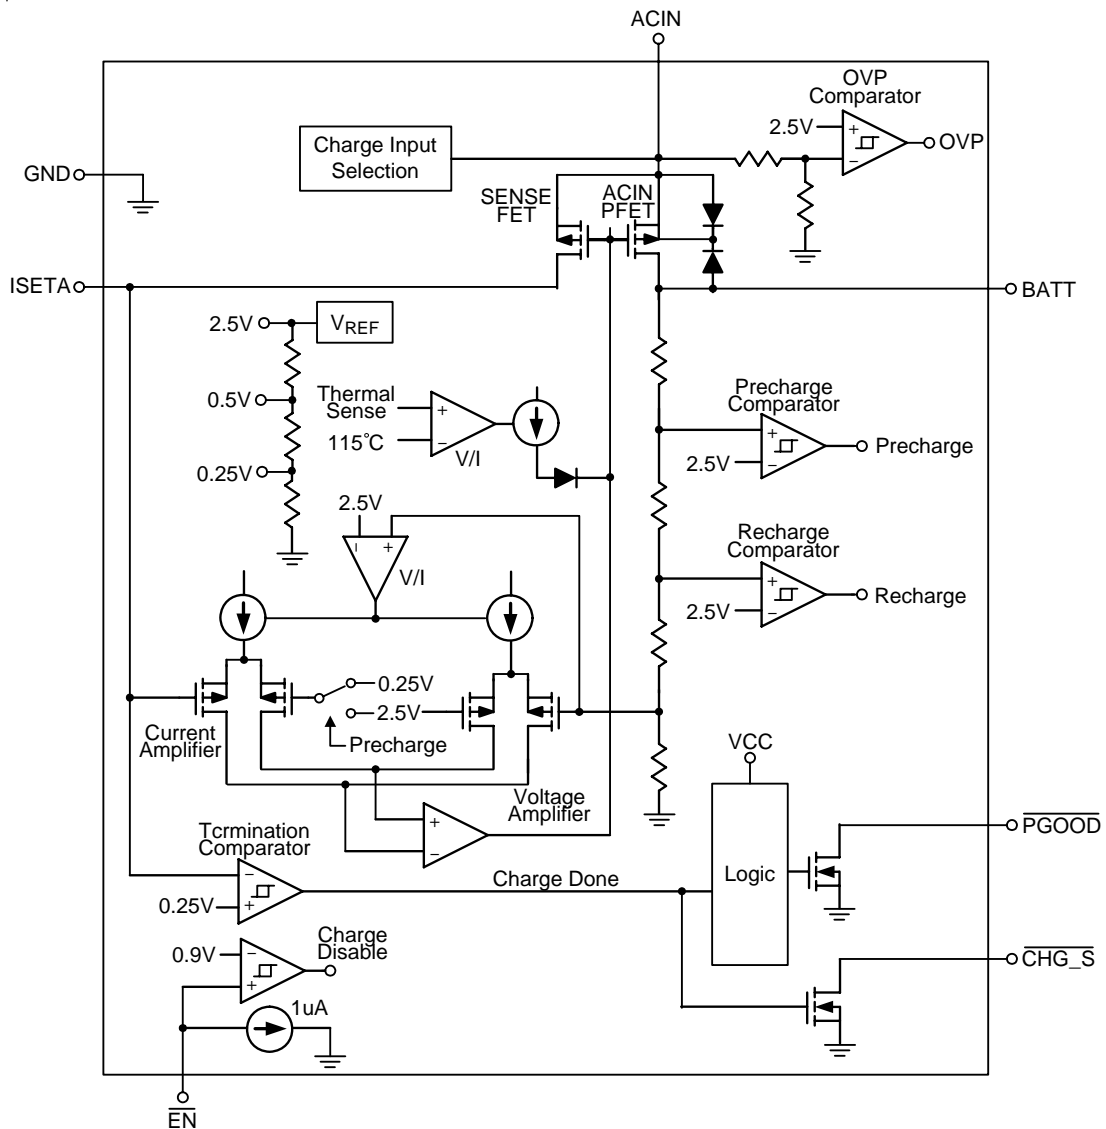 ACIN
OVP
Comparator
2.5V
+
−
OVP
Charge Input
Selection
GND
SENSE
FET
ACIN
PFET
ISETA
BATT
2.5V
VREF
0.5V
0.25V
Thermal
Sense
+
115°C
−
V/I
Precharge
Comparator
+
2.5V
−
Precharge
2.5V
− +
V/I
Recharge
Comparator
+
2.5V
−
Recharge
0.25V
2.5V
Current
Amplifier
Precharge
VCC
Voltage
Amplifier
+
−
PGOOD
Tcrmination
Comparator
−
0.25V
+
Charge Done
Logic
Charge
Disable
0.9V
−
+
CHG_S
1uA
EN